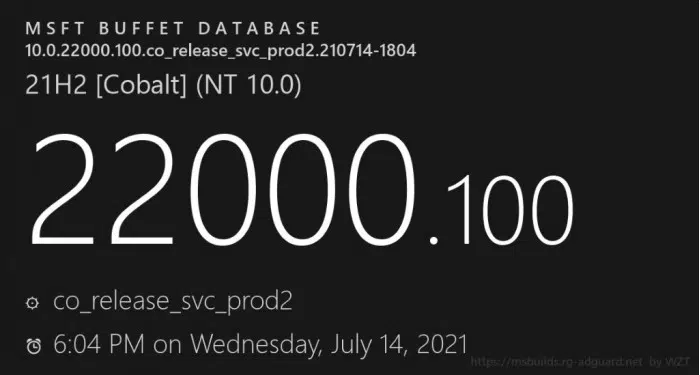 MSFT BUFFET DATABASE
10.0.22000.100.co_release_svc_prod2.210714-1804
21H2 [Cobalt] (NT 10.0)
22000.100
co_release_svc_prod2
6:04 PM on Wednesday, July 14, 2021
https://msbuilds.rg-adguard.net by WZT